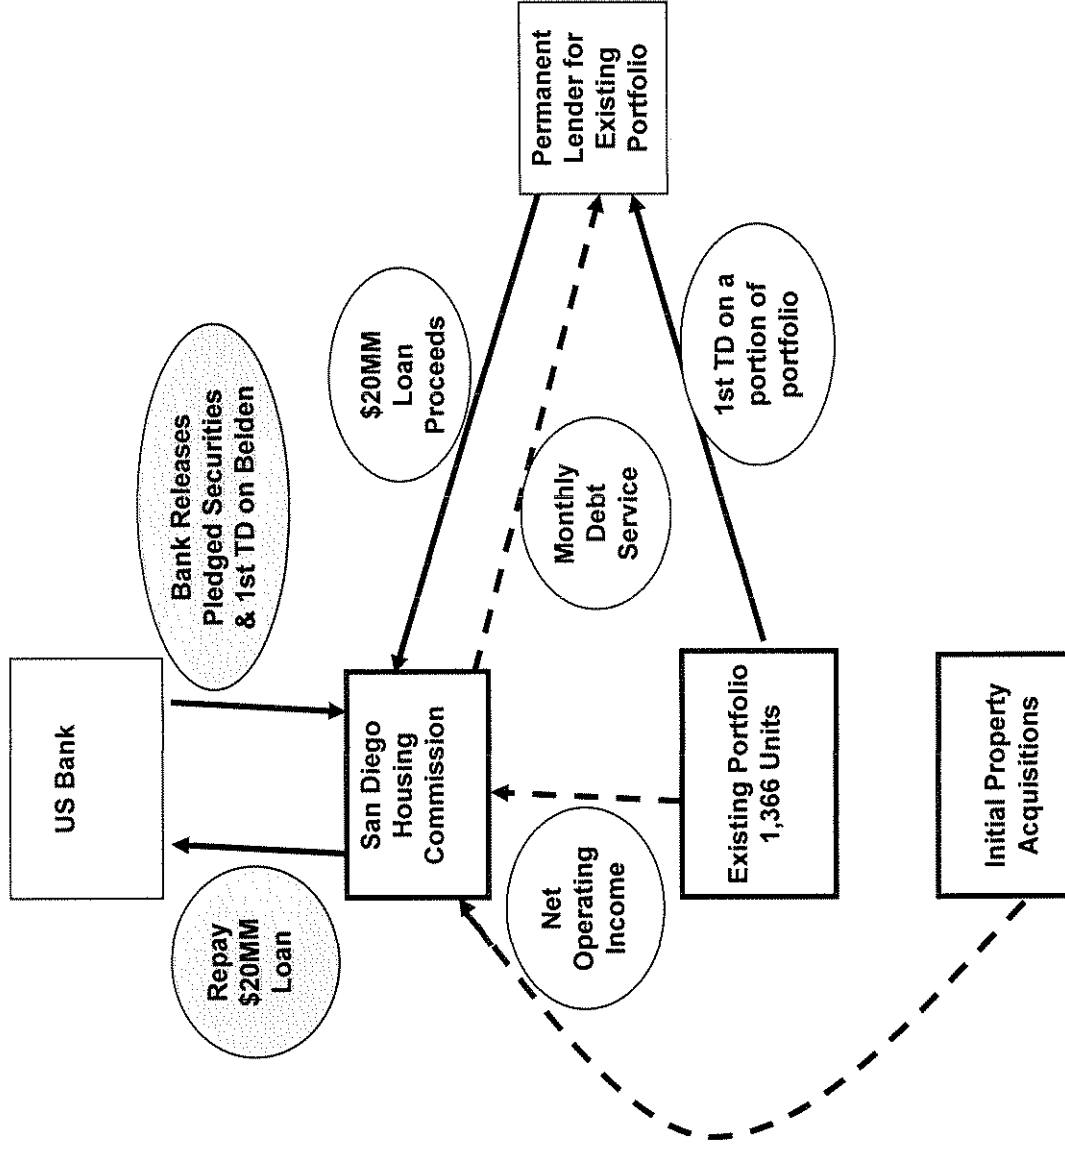 US Bank
Repay
$20MM
Loan
Bank Releases
Pledged Securities
& 1st TD on Belden
San Diego
Housing
Commission
$20MM
Loan
Proceeds
Permanent
Lender for
Existing
Portfolio
Net
Operating
Income
Monthly
Debt
Service
1st TD on a
portion of
portfolio
Existing Portfolio
1,366 Units
Initial Property
Acquisitions